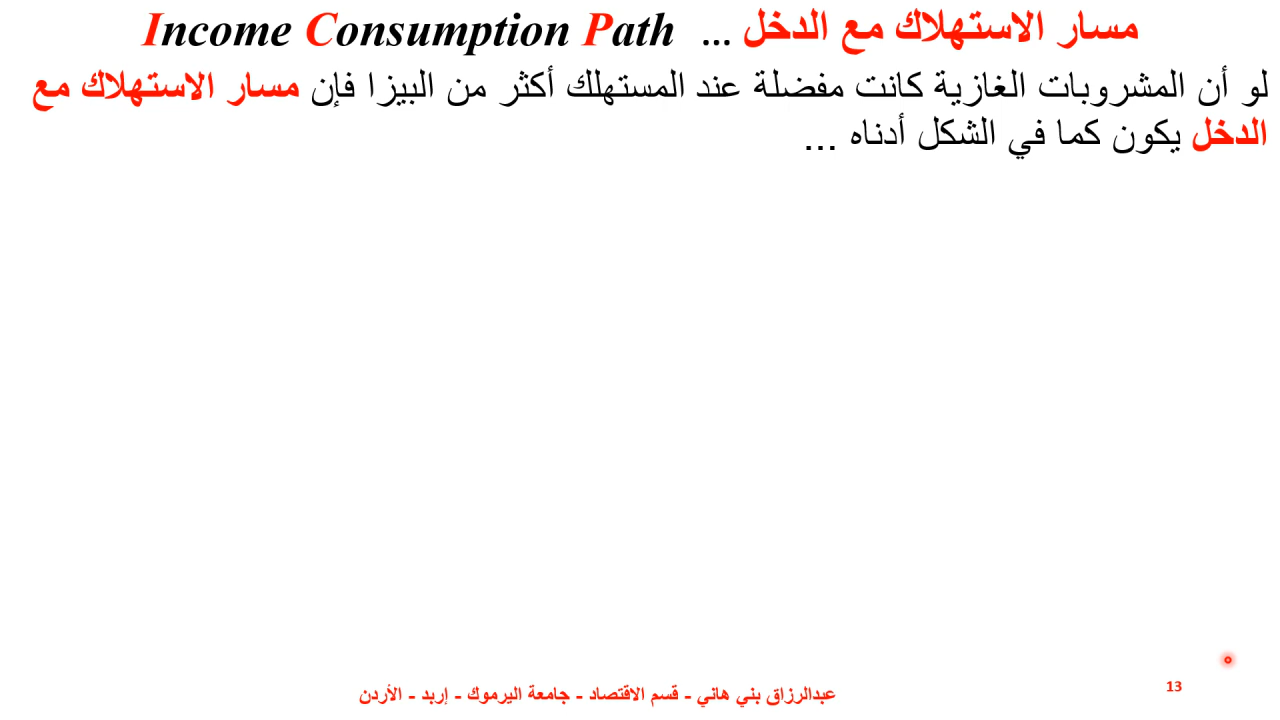 مسار الاستهلاك مع الدخل ... Income Consumption Path
لو أن المشروبات الغازية كانت مفضلة عند المستهلك أكثر من البيزا فإن مسار الاستهلاك مع
الدخل يكون كما في الشكل أدناه ...
13
عبدالرزاق بني هاني - قسم الاقتصاد - جامعة اليرموك - إربد - الأردن